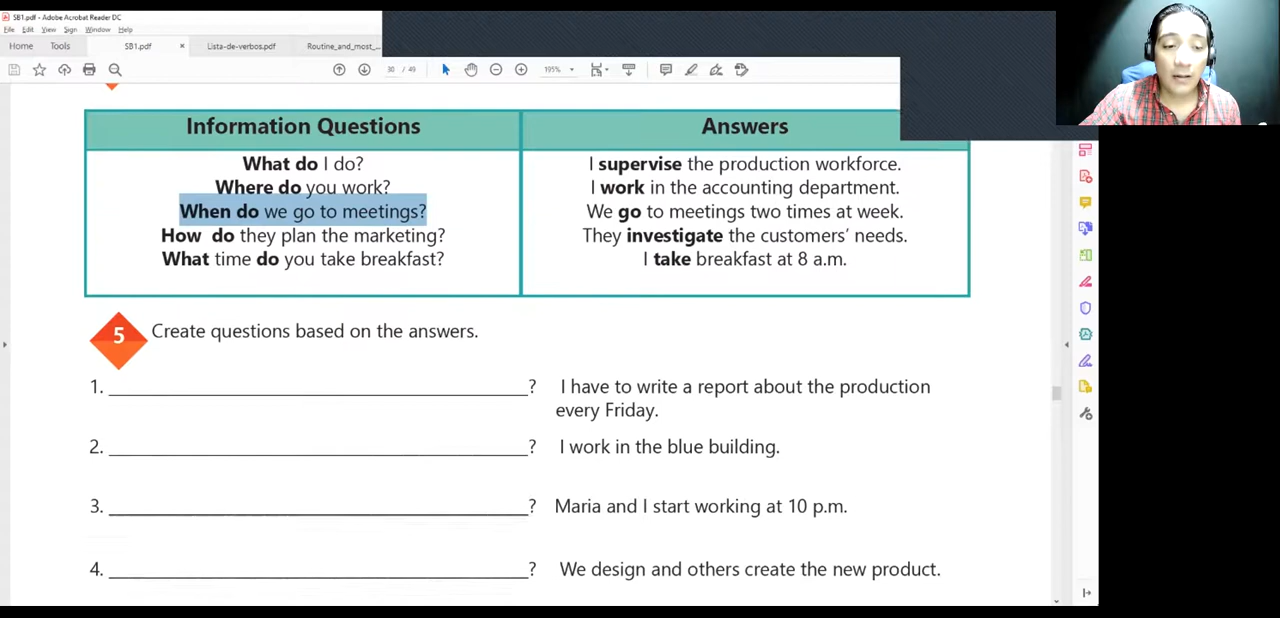 SB1.pdf - Adobe Acrobat Reader DC
File Edit View Sign Window Help
Home Tools SB1.pdf × Lista-de-verbos.pdf Routine_and_most_...
30 / 49 195%
Information Questions Answers
What do I do? I supervise the production workforce.
Where do you work? I work in the accounting department.
When do we go to meetings? We go to meetings two times at week.
How do they plan the marketing? They investigate the customers’ needs.
What time do you take breakfast? I take breakfast at 8 a.m.
5 Create questions based on the answers.
1. ________________? I have to write a report about the production
every Friday.
2. ________________? I work in the blue building.
3. ________________? Maria and I start working at 10 p.m.
4. ________________? We design and others create the new product.